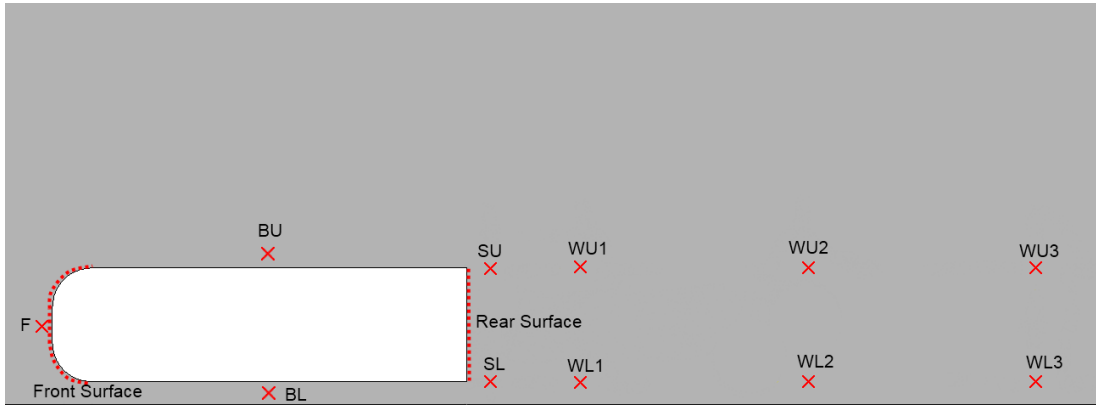 BU
SU
WU1
WU2
WU3
F
Rear Surface
Front Surface
BL
SL
WL1
WL2
WL3